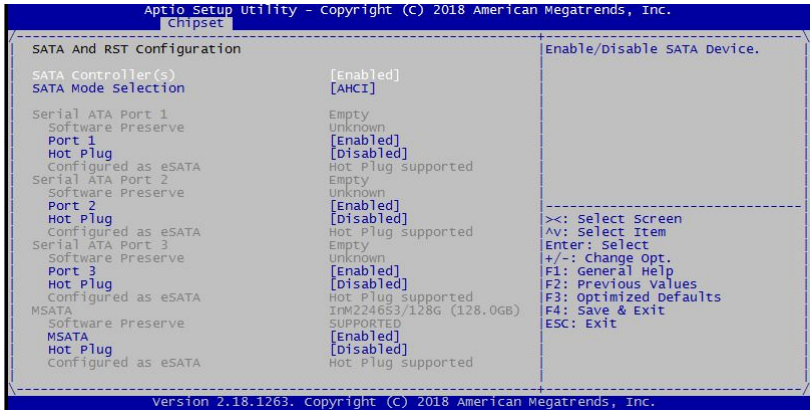 Aptio Setup Utility - Copyright (C) 2018 American Megatrends, Inc.
Chipset
SATA And RST Configuration
Enable/Disable SATA Device.
SATA Controller(s) [Enabled]
SATA Mode Selection [AHCI]
Serial ATA Port 1 Empty
Software Preserve Unknown
Port 1 [Enabled]
Hot Plug [Disabled]
Configured as eSATA Hot Plug supported
Serial ATA Port 2 Empty
Software Preserve Unknown
Port 2 [Enabled]
Hot Plug [Disabled]
Configured as eSATA Hot Plug supported
Serial ATA Port 3 Empty
Software Preserve Unknown
Port 3 [Enabled]
Hot Plug [Disabled]
Configured as eSATA Hot Plug supported
MSATA InM2246S3/128G (128.0GB)
Software Preserve SUPPORTED
MSATA [Enabled]
Hot Plug [Disabled]
Configured as eSATA Hot Plug supported
><: Select Screen
^v: Select Item
Enter: Select
+/-: Change Opt.
F1: General Help
F2: Previous Values
F3: Optimized Defaults
F4: Save & Exit
ESC: Exit
Version 2.18.1263. Copyright (C) 2018 American Megatrends, Inc.